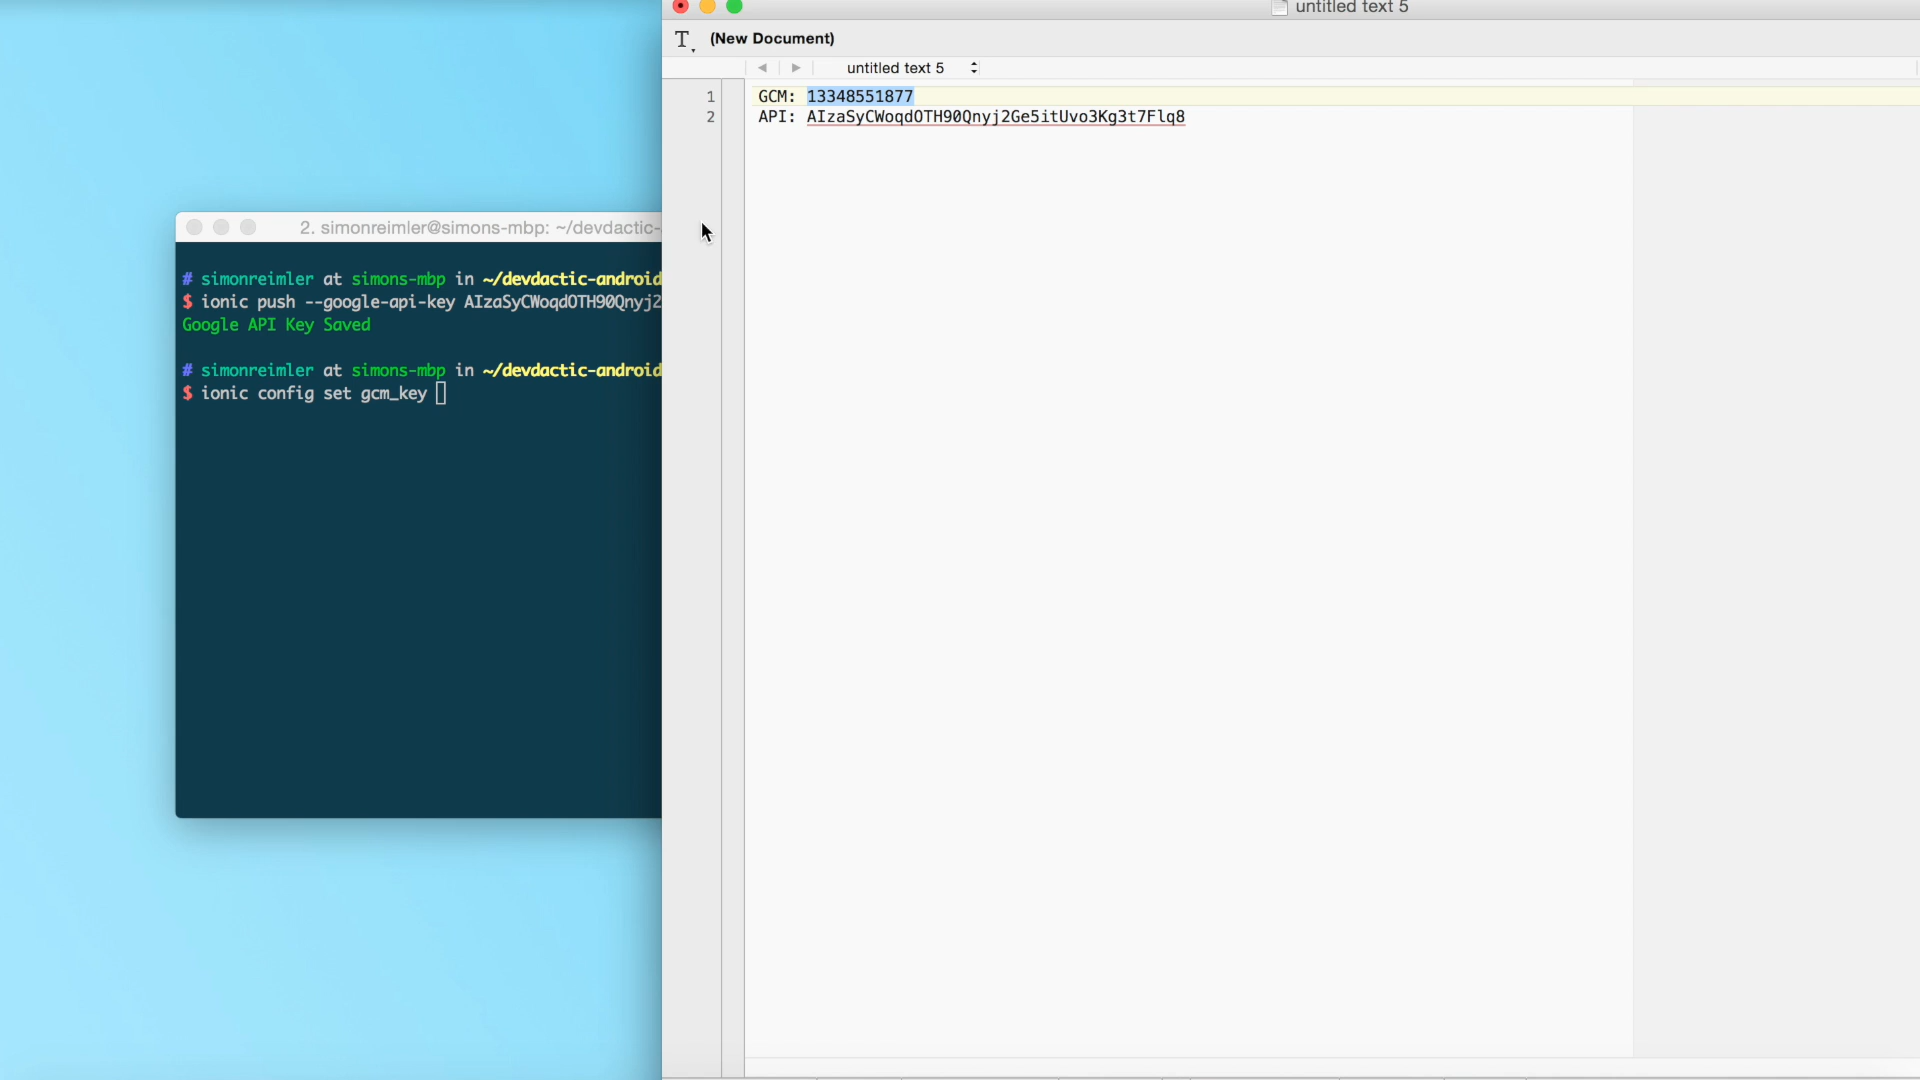 untitled text 5
(New Document)
untitled text 5
1 GCM: 13348551877
2 API: AIzaSyCWoqdOTH90Qnyj2Ge5itUvo3Kg3t7Flq8
2. simonreimler@simons-mbp: ~/devdactic-
# simonreimler at simons-mbp in ~/devdactic-android
$ ionic push --google-api-key AIzaSyCWoqdOTH90Qnyj2
Google API Key Saved
# simonreimler at simons-mbp in ~/devdactic-android
$ ionic config set gcm_key